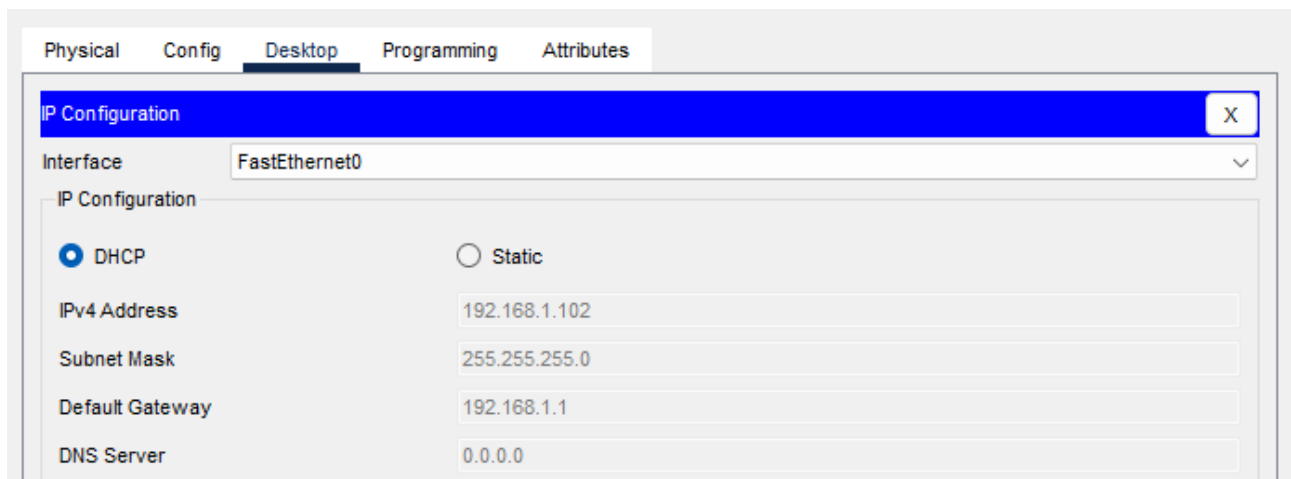 Physical Config Desktop Programming Attributes
IP Configuration X
Interface FastEthernet0
IP Configuration
DHCP Static
IPv4 Address 192.168.1.102
Subnet Mask 255.255.255.0
Default Gateway 192.168.1.1
DNS Server 0.0.0.0